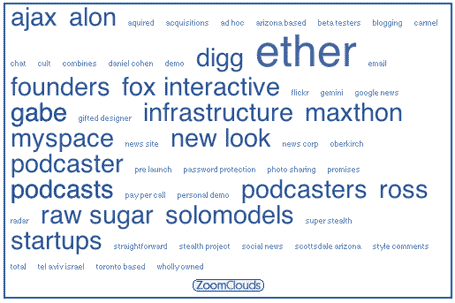 ajax alon squired acquisitions ad hoc arizona based beta testers blogging carmel
chat cult combines daniel cohen demo digg ether email
founders fox interactive flickr gemini google news
gabe gifted designer infrastructure maxthon
myspace news site new look news corp oberkirch
podcaster pre launch password protection photo sharing promises
podcasts pay per call personal demo podcasters ross
radar raw sugar solomodels super stealth
startups straightforward stealth project social news scottsdale arizona style comments
total tel aviv israel toronto based wholly owned
ZoomClouds